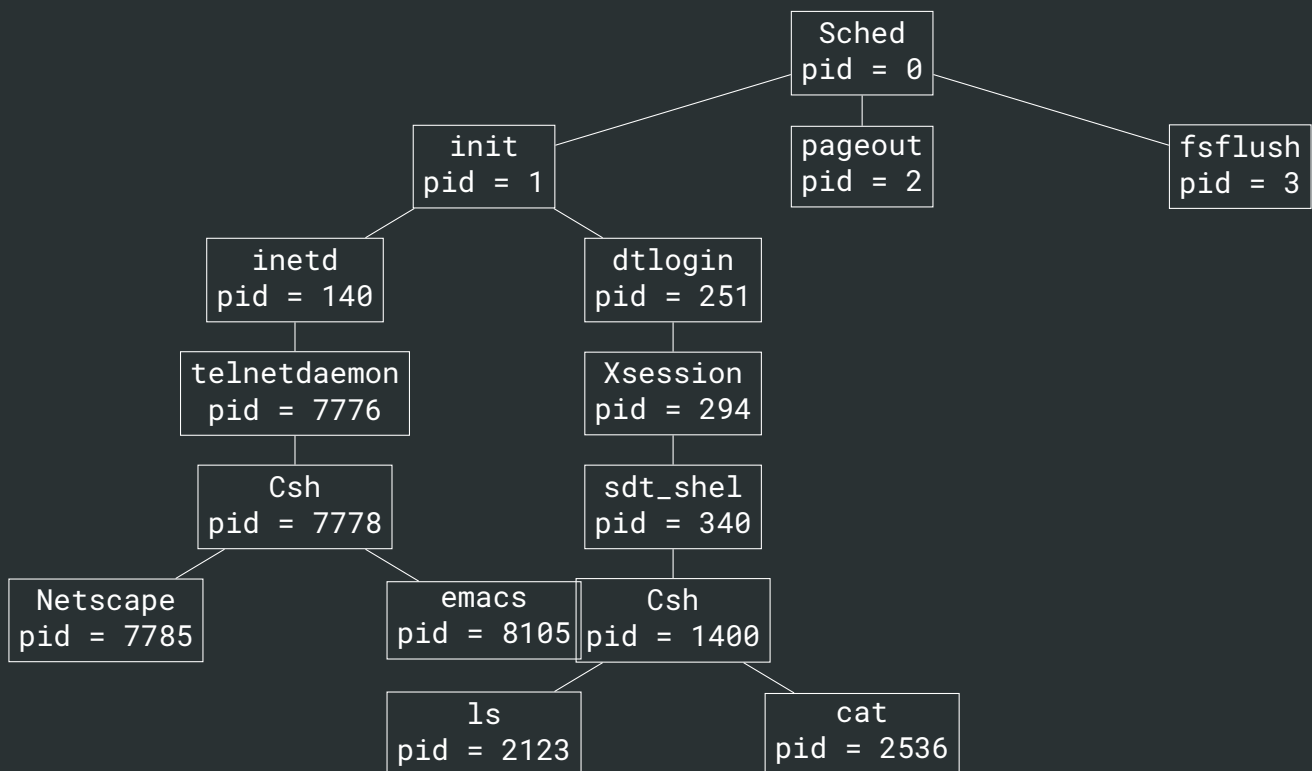 Sched
pid = 0
init
pid = 1
pageout
pid = 2
fsflush
pid = 3
inetd
pid = 140
dtlogin
pid = 251
telnetdaemon
pid = 7776
Xsession
pid = 294
Csh
pid = 7778
sdt_shel
pid = 340
Netscape
pid = 7785
emacs
pid = 8105
Csh
pid = 1400
ls
pid = 2123
cat
pid = 2536